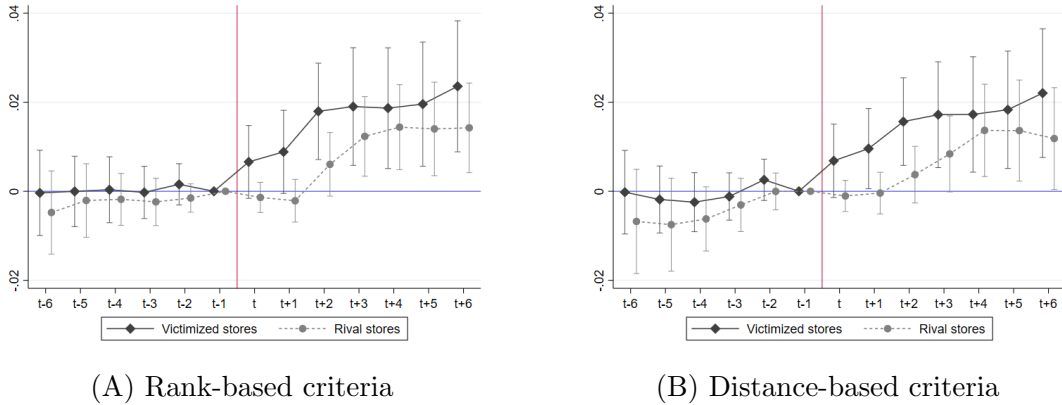 .04
.02
0
-.02
t-6 t-5 t-4 t-3 t-2 t-1 t t+1 t+2 t+3 t+4 t+5 t+6
Victimized stores Rival stores
(A) Rank-based criteria
.04
.02
0
-.02
t-6 t-5 t-4 t-3 t-2 t-1 t t+1 t+2 t+3 t+4 t+5 t+6
Victimized stores Rival stores
(B) Distance-based criteria